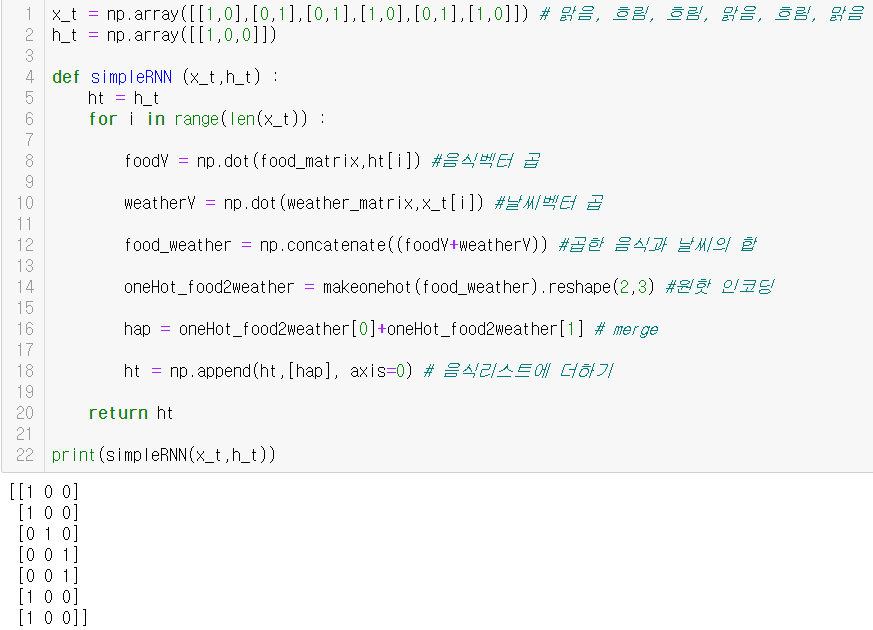 1 x_t = np.array([[1,0],[0,1],[0,1],[1,0],[0,1],[1,0]]) # 맑음, 흐림, 흐림, 맑음, 흐림, 맑음
2 h_t = np.array([[1,0,0]])
3
4 def simpleRNN (x_t,h_t) :
5 ht = h_t
6 for i in range(len(x_t)) :
7
8 foodV = np.dot(food_matrix,ht[i]) #음식벡터 곱
9
10 weatherV = np.dot(weather_matrix,x_t[i]) #날씨벡터 곱
11
12 food_weather = np.concatenate((foodV+weatherV)) #곱한 음식과 날씨의 합
13
14 oneHot_food2weather = makeonehot(food_weather).reshape(2,3) #원핫 인코딩
15
16 hap = oneHot_food2weather[0]+oneHot_food2weather[1] # merge
17
18 ht = np.append(ht,[hap], axis=0) # 음식리스트에 더하기
19
20 return ht
21
22 print(simpleRNN(x_t,h_t))
[[1 0 0]
[1 0 0]
[0 1 0]
[0 0 1]
[0 0 1]
[1 0 0]
[1 0 0]]